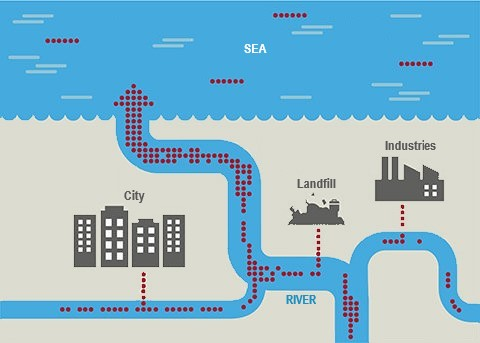 SEA
Industries
Landfill
City
RIVER